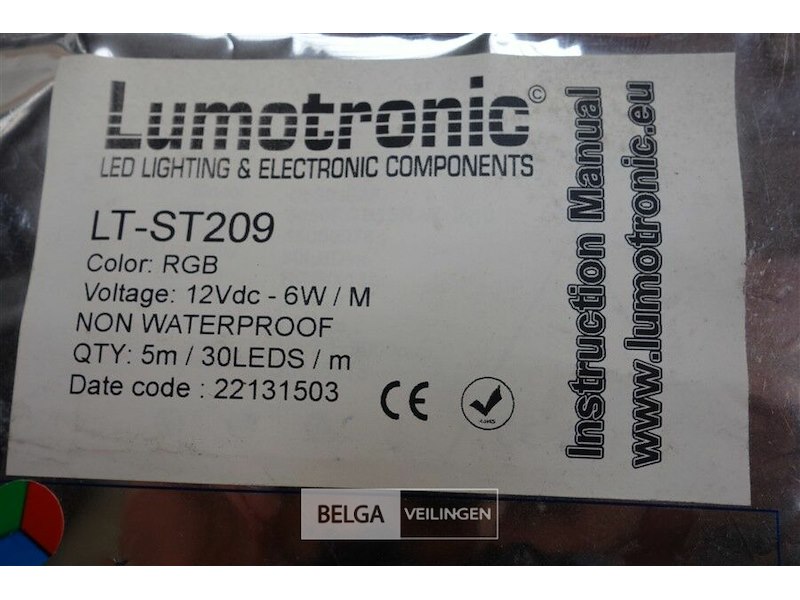 Lumotronic©
LED LIGHTING & ELECTRONIC COMPONENTS
LT-ST209
Color: RGB
Voltage: 12Vdc - 6W / M
NON WATERPROOF
QTY: 5m / 30LEDS / m
Date code : 22131503
CE
RoHS
Instruction Manual
www.lumotronic.eu
BELGA VEILINGEN